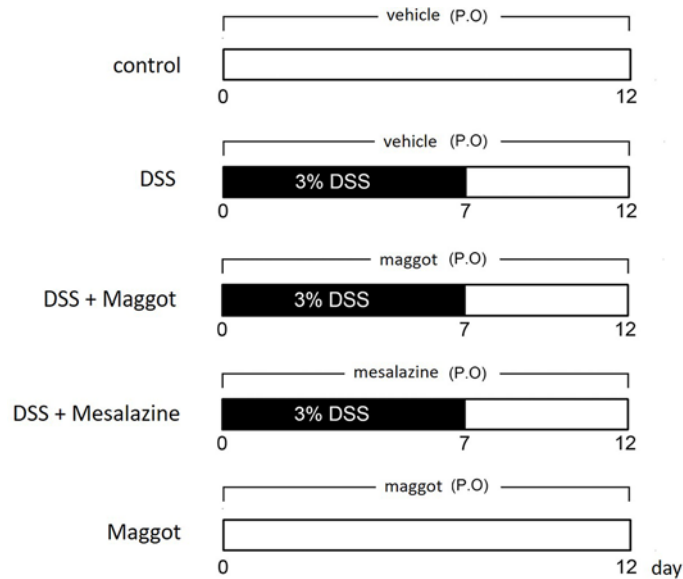 vehicle (P.O)
control
0 12
vehicle (P.O)
DSS 3% DSS
0 7 12
maggot (P.O)
DSS + Maggot 3% DSS
0 7 12
mesalazine (P.O)
DSS + Mesalazine 3% DSS
0 7 12
maggot (P.O)
Maggot
0 12 day